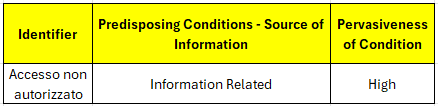 Identifier
Predisposing Conditions - Source of
Information
Pervasiveness
of Condition
Accesso non
autorizzato
Information Related
High